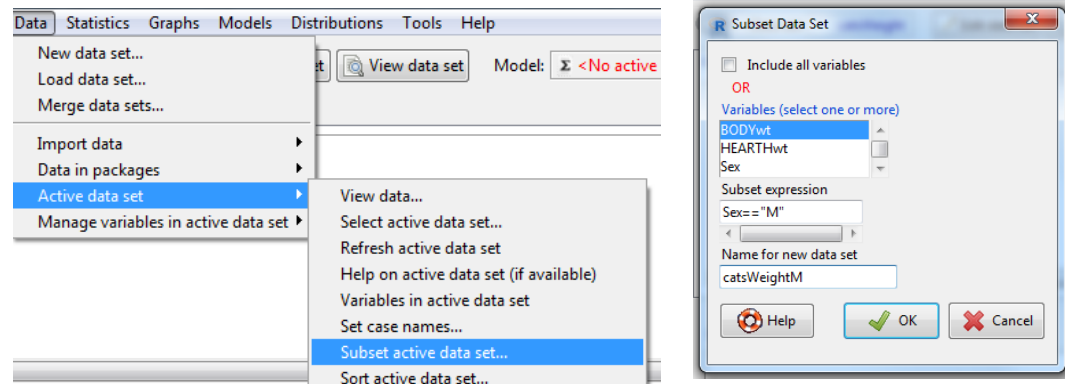 Data Statistics Graphs Models Distributions Tools Help
New data set...
Load data set...
Merge data sets...
Import data
Data in packages
Active data set
Manage variables in active data set
View data set Model: Σ <No active
View data...
Select active data set...
Refresh active data set
Help on active data set (if available)
Variables in active data set
Set case names...
Subset active data set...
Sort active data set...
R Subset Data Set
Include all variables
OR
Variables (select one or more)
BODYwt
HEARTHwt
Sex
Subset expression
Sex=="M"
Name for new data set
catsWeightM
Help OK Cancel